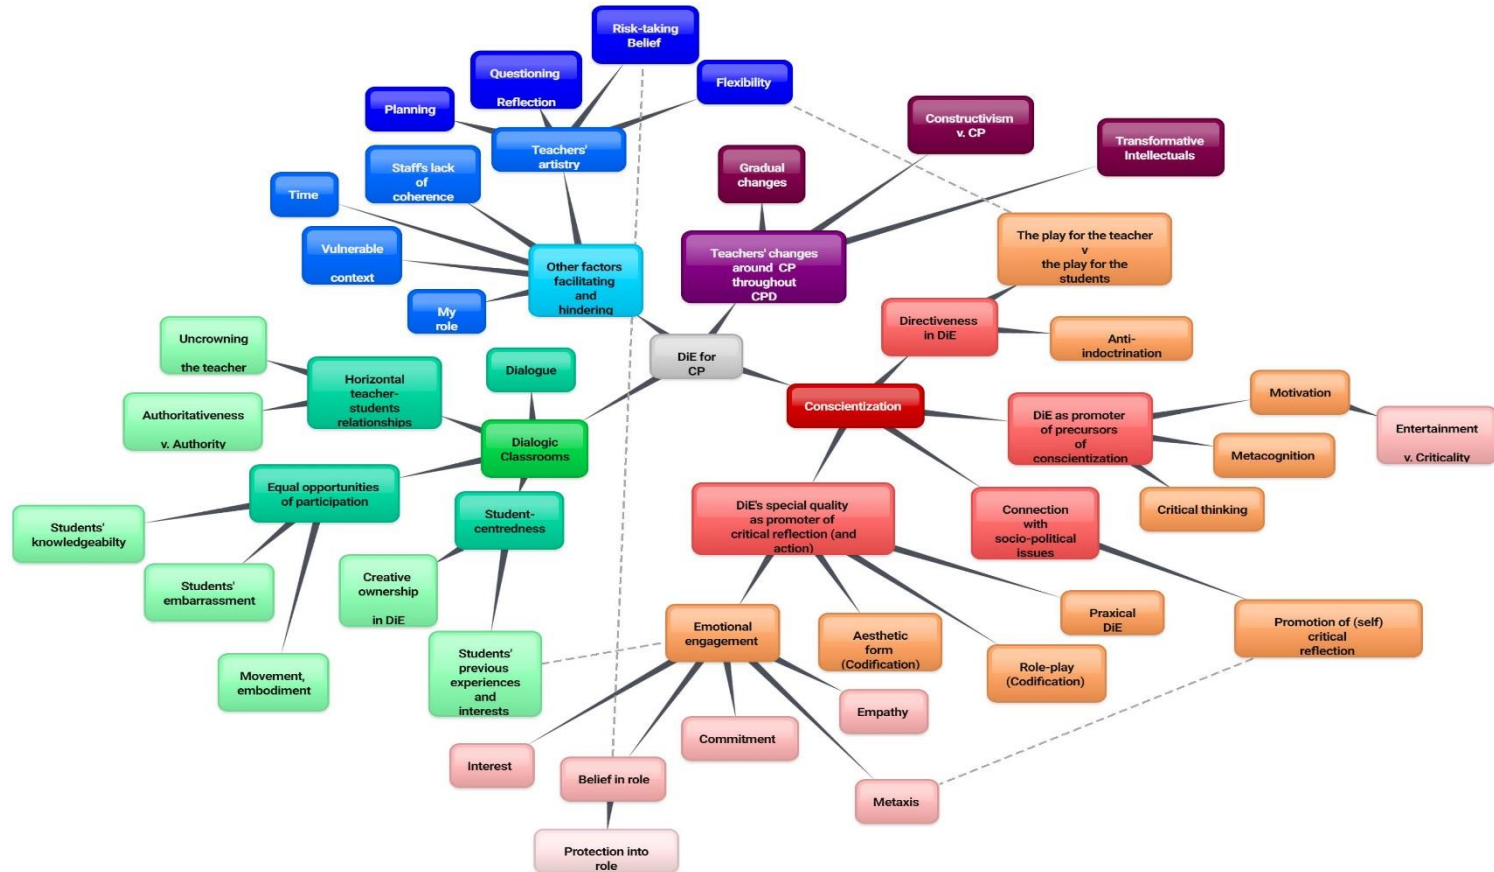 Risk-taking
Belief
Questioning
Reflection
Flexibility
Planning
Teachers'
artistry
Constructivism
v. CP
Transformative
Intellectuals
Staff's lack
of
coherence
Gradual
changes
Time
Vulnerable
context
My
role
Other factors
facilitating
and
hindering
Teachers' changes
around CP
throughout
CPD
The play for the teacher
v
the play for the
students
Directiveness
in DiE
Anti-
indoctrination
Uncrowning
the teacher
Horizontal
teacher-
students
relationships
Authoritativeness
v. Authority
Dialogue
DiE for
CP
Conscientization
DiE as promoter
of precursors
of
conscientization
Motivation
Entertainment
v. Criticality
Metacognition
Critical thinking
Dialogic
Classrooms
Equal opportunities
of participation
Student-
centredness
Students'
knowledgeabilty
Students'
embarrassment
Movement,
embodiment
Creative
ownership
in DiE
Students'
previous
experiences
and
interests
DiE's special quality
as promoter of
critical reflection (and
action)
Connection
with
socio-political
issues
Emotional
engagement
Aesthetic
form
(Codification)
Praxical
DiE
Role-play
(Codification)
Promotion of (self)
critical
reflection
Interest
Belief in role
Commitment
Empathy
Metaxis
Protection into
role